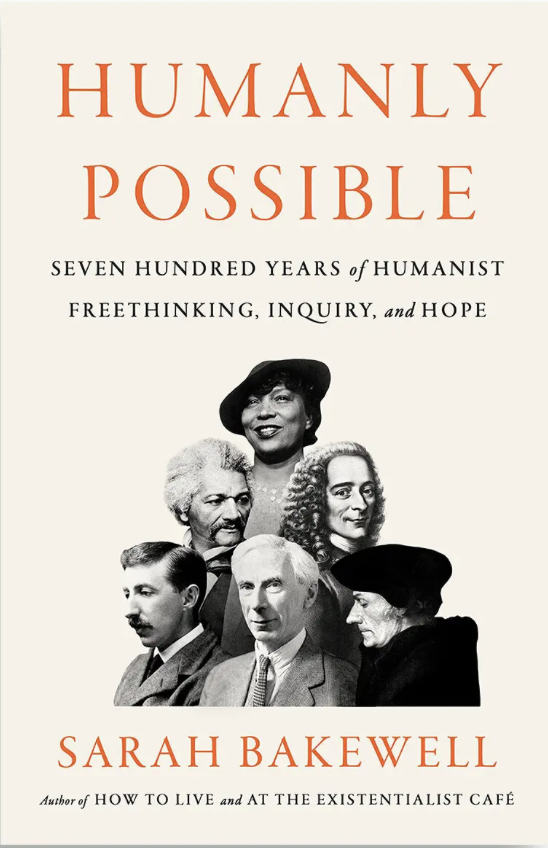 HUMANLY
POSSIBLE
SEVEN HUNDRED YEARS of HUMANIST
FREETHINKING, INQUIRY, and HOPE
SARAH BAKEWELL
Author of HOW TO LIVE and AT THE EXISTENTIALIST CAFÉ